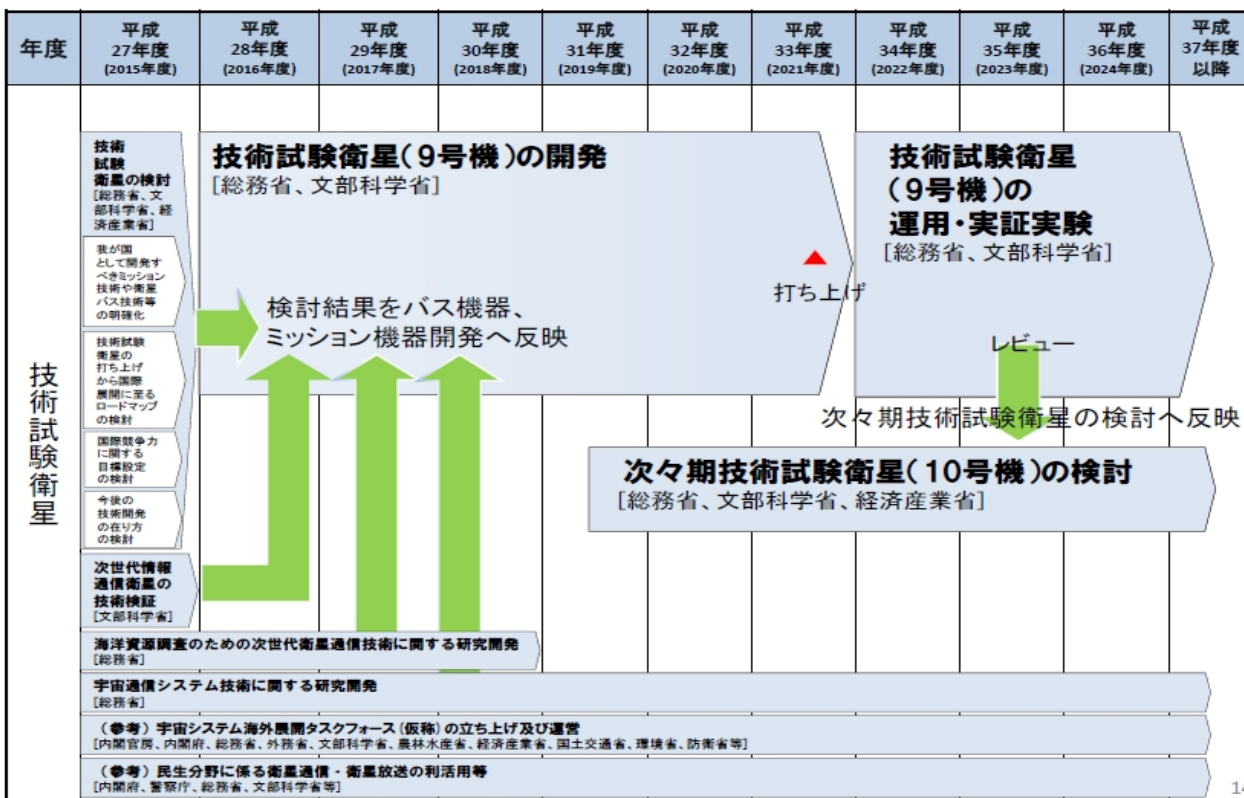 年度
平成
27年度
(2015年度)
平成
28年度
(2016年度)
平成
29年度
(2017年度)
平成
30年度
(2018年度)
平成
31年度
(2019年度)
平成
32年度
(2020年度)
平成
33年度
(2021年度)
平成
34年度
(2022年度)
平成
35年度
(2023年度)
平成
36年度
(2024年度)
平成
37年度
以降
技術試験衛星
技術
試験
衛星の検討
[総務省、文
部科学省、経
済産業省]
我が国
として開発す
べきミッション
技術や衛星
バス技術等
の明確化
技術試験
衛星の
打ち上げ
から国際
展開に至る
ロードマップ
の検討
国際競争力
に関する
目標設定
の検討
今後の
技術開発
の在り方
の検討
次世代情報
通信衛星の
技術検証
[文部科学省]
技術試験衛星(9号機)の開発
[総務省、文部科学省]
検討結果をバス機器、
ミッション機器開発へ反映
打ち上げ
技術試験衛星
(9号機)の
運用・実証実験
[総務省、文部科学省]
レビュー
次々期技術試験衛星の検討へ反映
次々期技術試験衛星(10号機)の検討
[総務省、文部科学省、経済産業省]
海洋資源調査のための次世代衛星通信技術に関する研究開発
[総務省]
宇宙通信システム技術に関する研究開発
[総務省]
(参考)宇宙システム海外展開タスクフォース(仮称)の立ち上げ及び運営
[内閣官房、内閣府、総務省、外務省、文部科学省、農林水産省、経済産業省、国土交通省、環境省、防衛省等]
(参考)民生分野に係る衛星通信・衛星放送の利活用等
[内閣府、警察庁、総務省、文部科学省等]
14